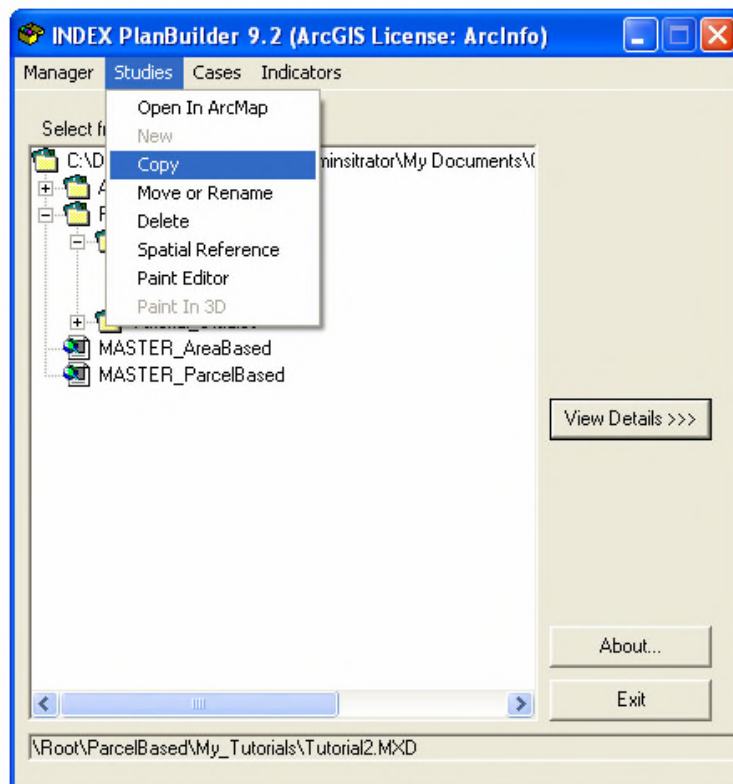 INDEX PlanBuilder 9.2 (ArcGIS License: ArcInfo)
Manager Studies Cases Indicators
Select
Open In ArcMap
New
C:\D
Copy
minsitrator\My Documents\(
Move or Rename
Delete
Spatial Reference
Paint Editor
Paint In 3D
MASTER_AreaBased
MASTER_ParcelBased
View Details >>>
About...
Exit
\Root\ParcelBased\My_Tutorials\Tutorial2.MXD